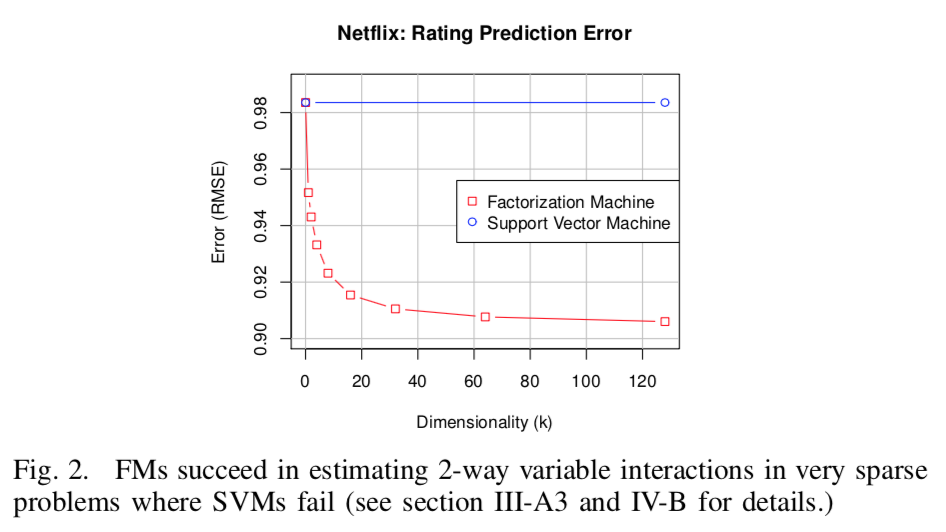 Netflix: Rating Prediction Error
Error (RMSE)
0.98
0.96
0.94
0.92
0.90
Factorization Machine
Support Vector Machine
0 20 40 60 80 100 120
Dimensionality (k)
Fig. 2. FMs succeed in estimating 2-way variable interactions in very sparse
problems where SVMs fail (see section III-A3 and IV-B for details.)